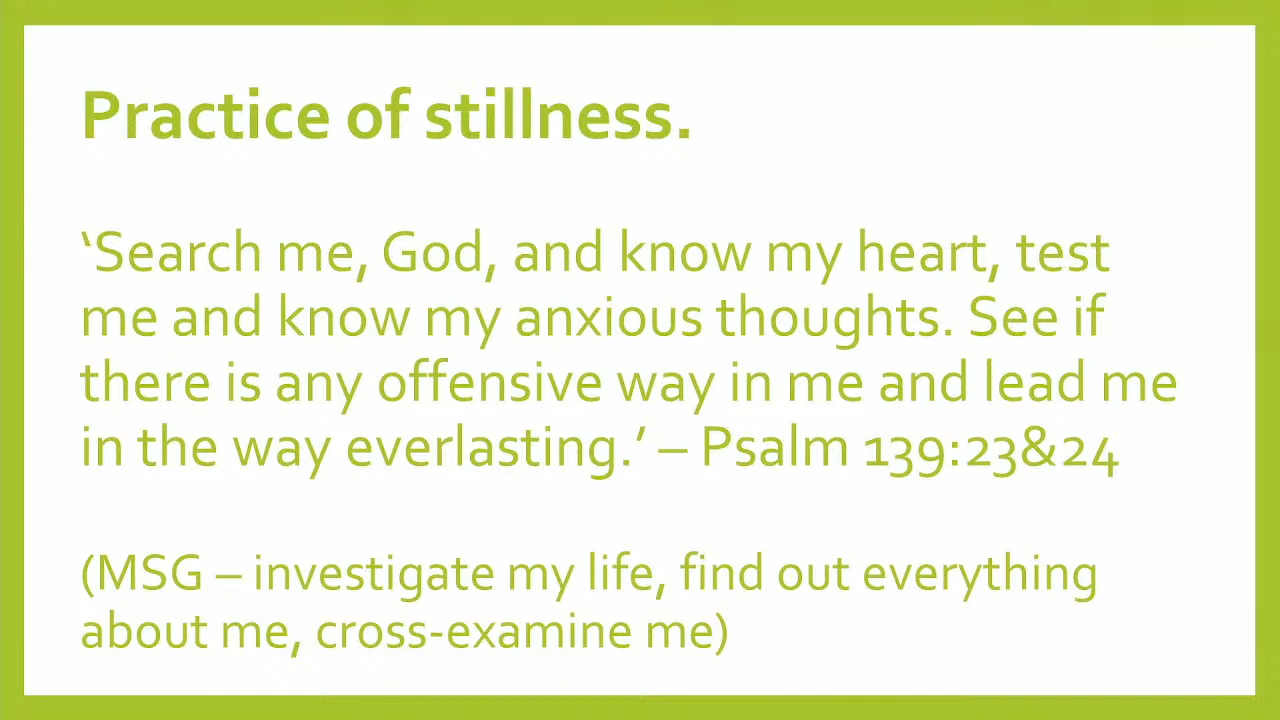 Practice of stillness.
‘Search me, God, and know my heart, test
me and know my anxious thoughts. See if
there is any offensive way in me and lead me
in the way everlasting.’ – Psalm 139:23&24
(MSG – investigate my life, find out everything
about me, cross-examine me)